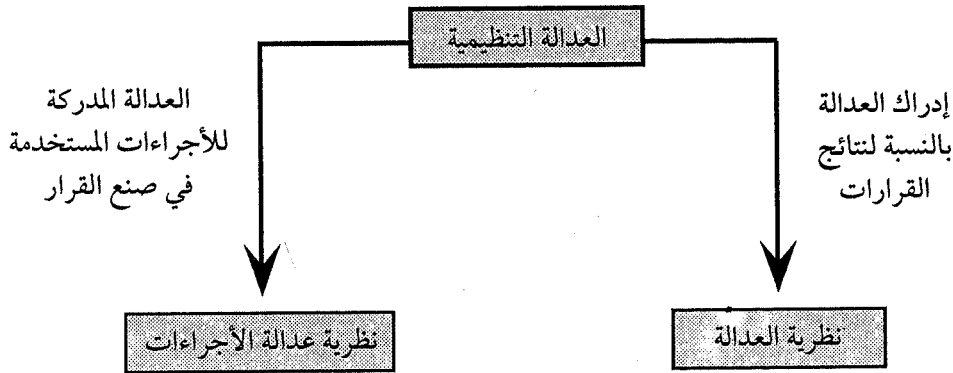 العدالة التنظيمية
إدراك العدالة
بالنسبة لنتائج
القرارات
العدالة المدركة
للأجراءات المستخدمة
في صنع القرار
نظرية العدالة
نظرية عدالة الأجراءات